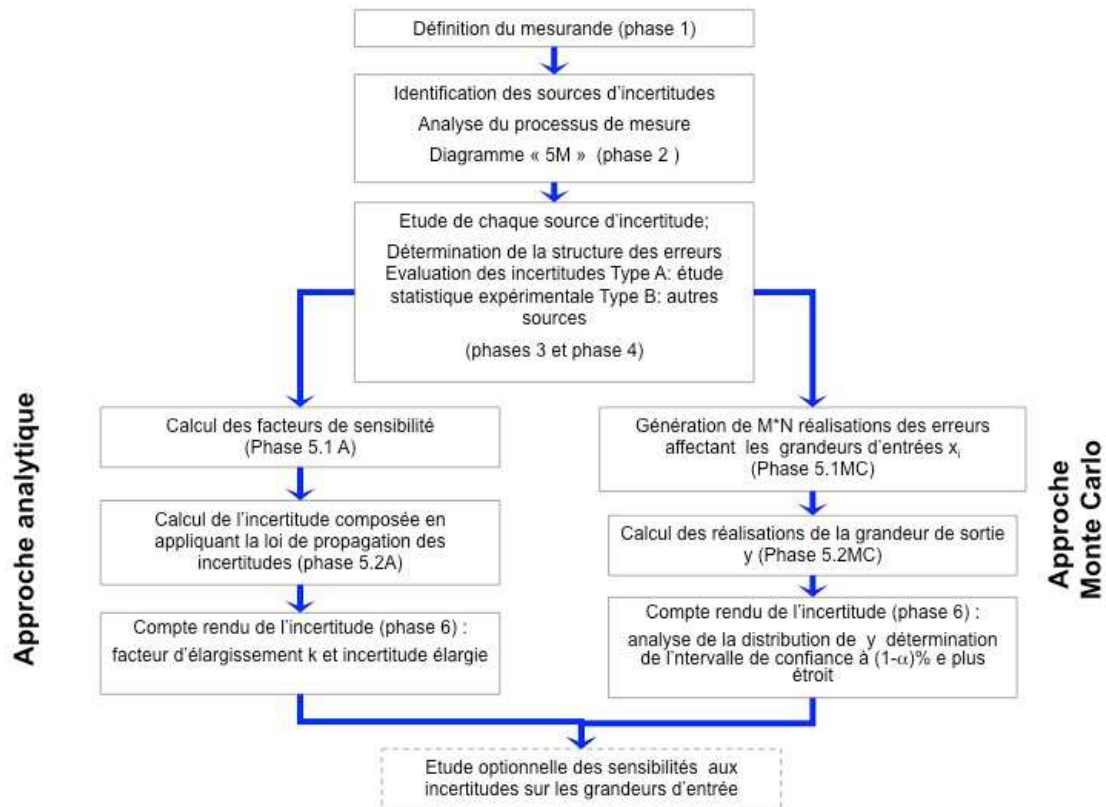 Définition du mesurande (phase 1)
Identification des sources d'incertitudes
Analyse du processus de mesure
Diagramme « 5M »  (phase 2 )
Etude de chaque source d'incertitude;
Détermination de la structure des erreurs
Evaluation des incertitudes Type A: étude
statistique expérimentale Type B: autres
sources
(phases 3 et phase 4)
Approche analytique
Calcul des facteurs de sensibilité
(Phase 5.1 A)
Calcul de l'incertitude composée en
appliquant la loi de propagation des
incertitudes (phase 5.2A)
Compte rendu de l'incertitude (phase 6) :
facteur d'élargissement k et incertitude élargie
Génération de M*N réalisations des erreurs
affectant les grandeurs d'entrées xi
(Phase 5.1MC)
Calcul des réalisations de la grandeur de sortie
y (Phase 5.2MC)
Compte rendu de l'incertitude (phase 6) :
analyse de la distribution de y détermination
de l'ntervalle de confiance à (1-α)% e plus
étroit
Approche
Monte Carlo
Etude optionnelle des sensibilités aux
incertitudes sur les grandeurs d'entrée